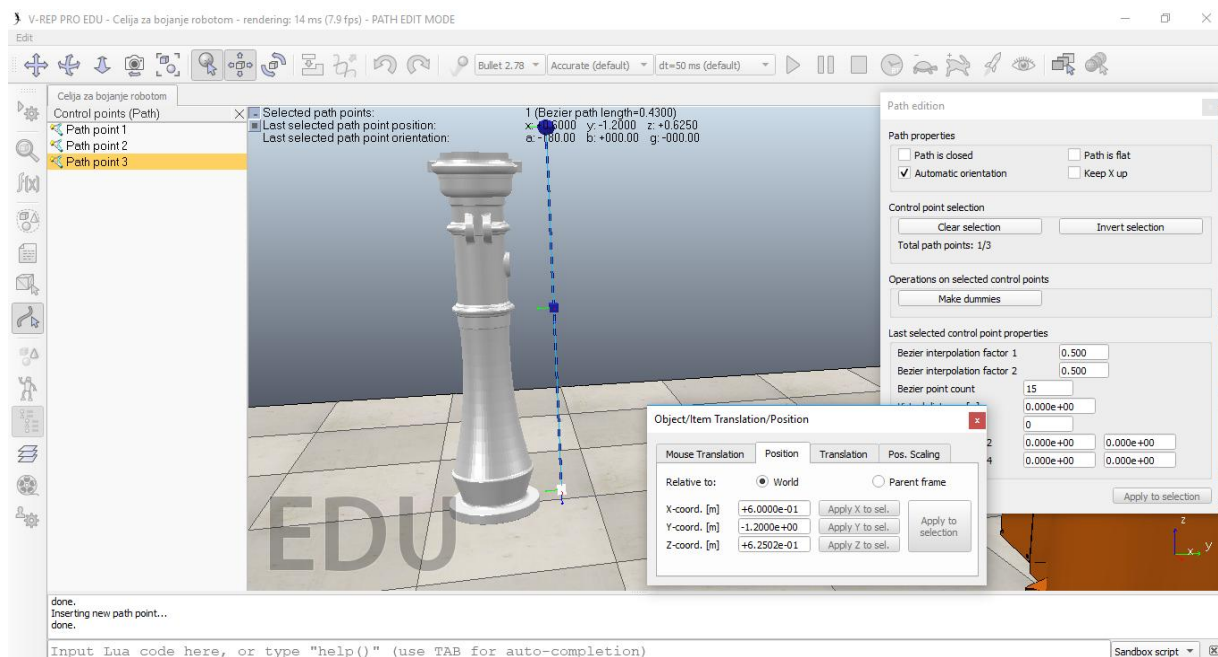 V-REP PRO EDU - Celija za bojanje robotom - rendering: 14 ms (7.9 fps) - PATH EDIT MODE
Edit
Bullet 2.78
Accurate (default)
dt=50 ms (default)
f(x)
Celija za bojanje robotom
Control points (Path)
Path point 1
Path point 2
Path point 3
Selected path points: 1 (Bezier path length=0.4300)
Last selected path point position: x: +0.6000 y: -1.2000 z: +0.6250
Last selected path point orientation: a: -180.00 b: +000.00 g: -000.00
EDU
Path edition
Path properties
Path is closed
Path is flat
Automatic orientation
Keep X up
Control point selection
Clear selection
Invert selection
Total path points: 1/3
Operations on selected control points
Make dummies
Last selected control point properties
Bezier interpolation factor 1 0.500
Bezier interpolation factor 2 0.500
Bezier point count 15
0.000e+00
0
2 0.000e+00 0.000e+00
4 0.000e+00 0.000e+00
Apply to selection
Object/Item Translation/Position
Mouse Translation
Position
Translation
Pos. Scaling
Relative to:
World
Parent frame
X-coord. [m] +6.0000e-01 Apply X to sel.
Y-coord. [m] -1.2000e+00 Apply Y to sel.
Z-coord. [m] +6.2502e-01 Apply Z to sel.
Apply to
selection
z
x
y
done.
Inserting new path point...
done.
Input Lua code here, or type "help()" (use TAB for auto-completion)
Sandbox script